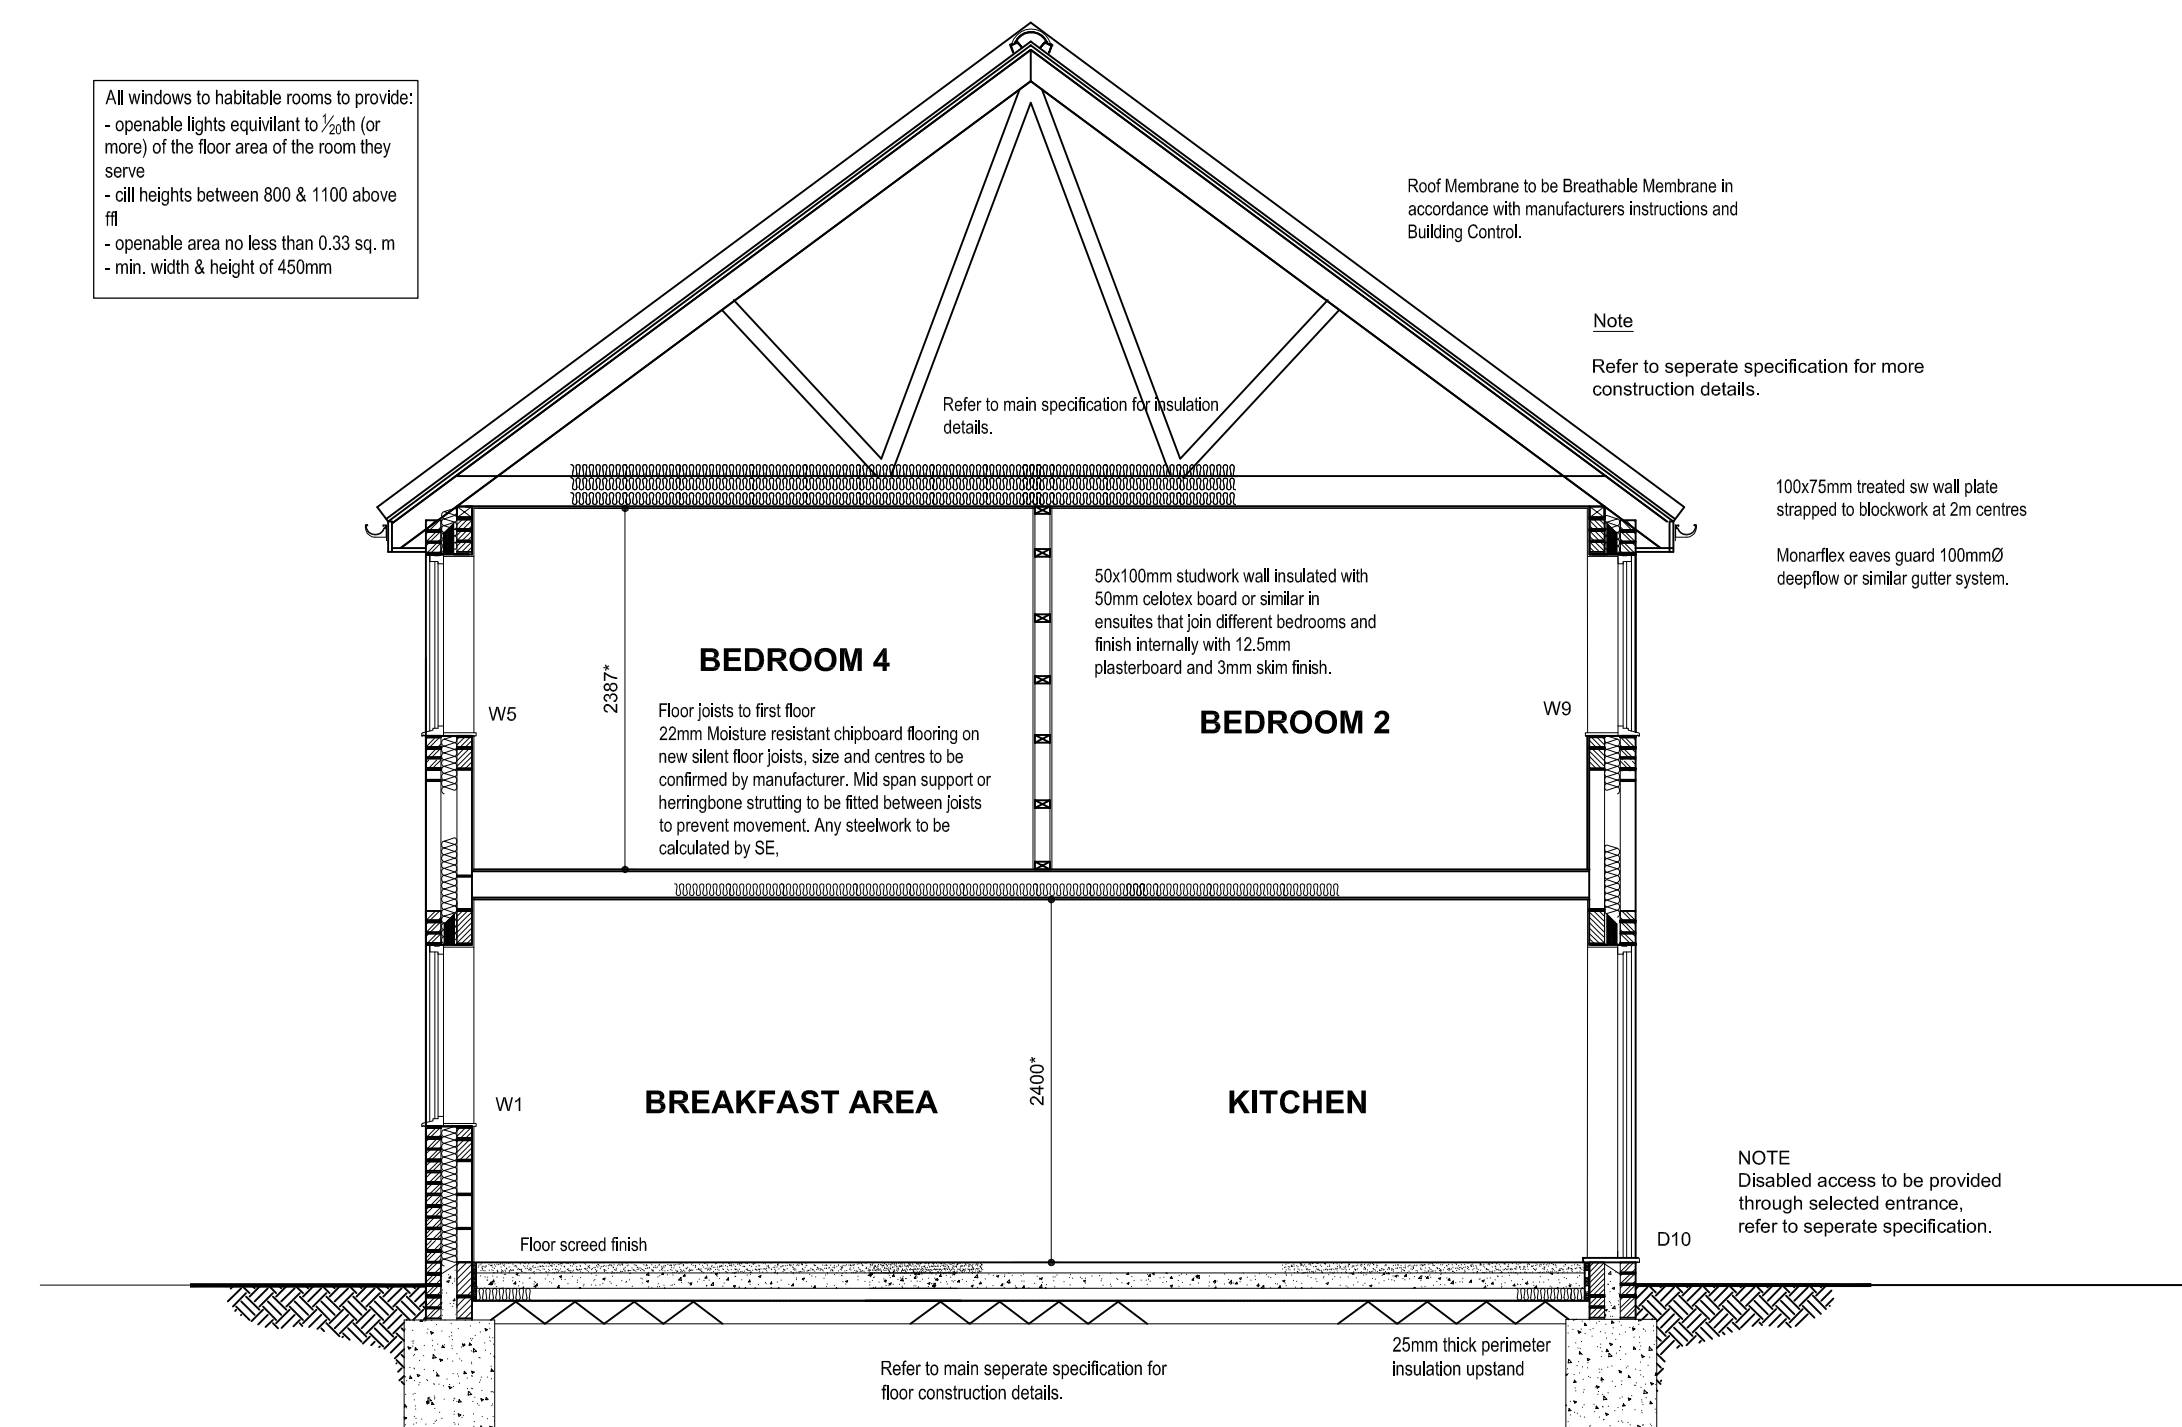 All windows to habitable rooms to provide:
- openable lights equivilant to 1/20th (or
more) of the floor area of the room they
serve
- cill heights between 800 & 1100 above
ffl
- openable area no less than 0.33 sq. m
- min. width & height of 450mm
Roof Membrane to be Breathable Membrane in
accordance with manufacturers instructions and
Building Control.
Note
Refer to seperate specification for more
construction details.
Refer to main specification for insulation
details.
100x75mm treated sw wall plate
strapped to blockwork at 2m centres
Monarflex eaves guard 100mmØ
deepflow or similar gutter system.
50x100mm studwork wall insulated with
50mm celotex board or similar in
ensuites that join different bedrooms and
finish internally with 12.5mm
plasterboard and 3mm skim finish.
BEDROOM 4
2387*
W5
Floor joists to first floor
22mm Moisture resistant chipboard flooring on
new silent floor joists, size and centres to be
confirmed by manufacturer. Mid span support or
herringbone strutting to be fitted between joists
to prevent movement. Any steelwork to be
calculated by SE,
BEDROOM 2
W9
W1
BREAKFAST AREA
2400*
KITCHEN
NOTE
Disabled access to be provided
through selected entrance,
refer to seperate specification.
D10
Floor screed finish
25mm thick perimeter
insulation upstand
Refer to main seperate specification for
floor construction details.